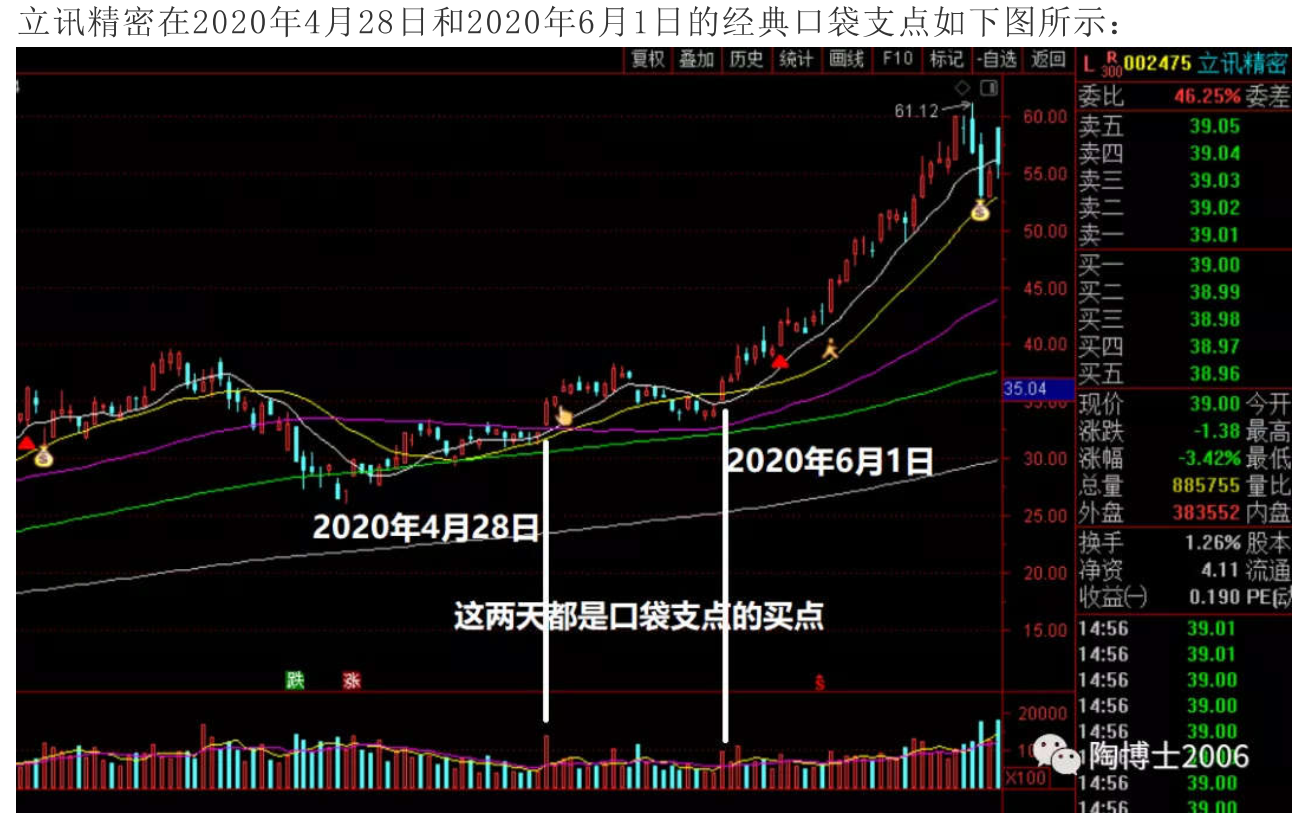 立讯精密在2020年4月28日和2020年6月1日的经典口袋支点如下图所示：
复权 叠加 历史 统计 画线 F10 标记 -自选 返回
L R 300 002475 立讯精密
委比 46.25% 委差
61.12
60.00
卖五 39.05
卖四 39.04
55.00
卖三 39.03
卖二 39.02
50.00
卖一 39.01
买一 39.00
45.00
买二 38.99
买三 38.98
40.00
买四 38.97
买五 38.96
35.04
35.00
现价 39.00 今开
涨跌 -1.38 最高
2020年6月1日
30.00
涨幅 -3.42% 最低
总量 885755 量比
2020年4月28日
25.00
外盘 383552 内盘
换手 1.26% 股本
20.00
净资 4.11 流通
收益(一) 0.190 PE(动
这两天都是口袋支点的买点
15.00
14:56 39.01
14:56 39.01
跌 涨 $
14:56 39.00
14:56 39.00
20000
14:56 39.00
陶博士2006
X100
14:56 39.00
14:56 39.00